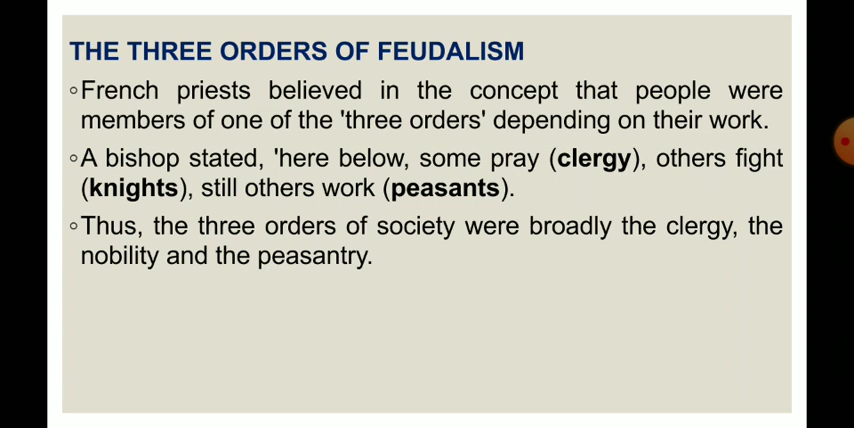 THE THREE ORDERS OF FEUDALISM
◦French priests believed in the concept that people were
members of one of the 'three orders' depending on their work.
◦A bishop stated, 'here below, some pray (clergy), others fight
(knights), still others work (peasants).
◦Thus, the three orders of society were broadly the clergy, the
nobility and the peasantry.